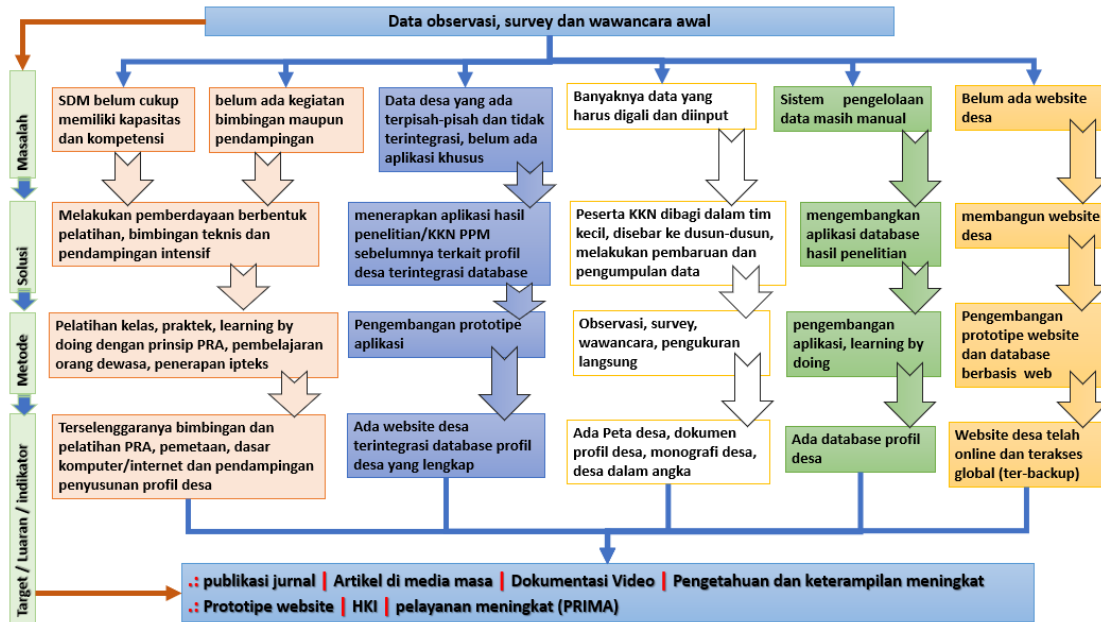 Data observasi, survey dan wawancara awal
Masalah
SDM belum cukup
memiliki kapasitas
dan kompetensi
belum ada kegiatan
bimbingan maupun
pendampingan
Data desa yang ada
terpisah-pisah dan tidak
terintegrasi, belum ada
aplikasi khusus
Banyaknya data yang
harus digali dan diinput
Sistem pengelolaan
data masih manual
Belum ada website
desa
Solusi
Melakukan pemberdayaan berbentuk
pelatihan, bimbingan teknis dan
pendampingan intensif
menerapkan aplikasi hasil
penelitian/KKN PPM
sebelumnya terkait profil
desa terintegrasi database
Peserta KKN dibagi dalam tim
kecil, disebar ke dusun-dusun,
melakukan pembaruan dan
pengumpulan data
mengembangkan
aplikasi database
hasil penelitian
membangun website
desa
Metode
Pelatihan kelas, praktek, learning by
doing dengan prinsip PRA, pembelajaran
orang dewasa, penerapan ipteks
Pengembangan prototipe
aplikasi
Observasi, survey,
wawancara, pengukuran
langsung
pengembangan
aplikasi, learning by
doing
Pengembangan
prototipe website
dan database
berbasis web
Target / Luaran / indikator
Terselenggaranya bimbingan dan
pelatihan PRA, pemetaan, dasar
komputer/internet dan pendampingan
penyusunan profil desa
Ada website desa
terintegrasi database profil
desa yang lengkap
Ada Peta desa, dokumen
profil desa, monografi desa,
desa dalam angka
Ada database profil
desa
Website desa telah
online dan terakses
global (ter-backup)
.: publikasi journal | Artikel di media masa | Dokumentasi Video | Pengetahuan dan keterampilan meningkat
.: Prototipe website | HKI | pelayanan meningkat (PRIMA)